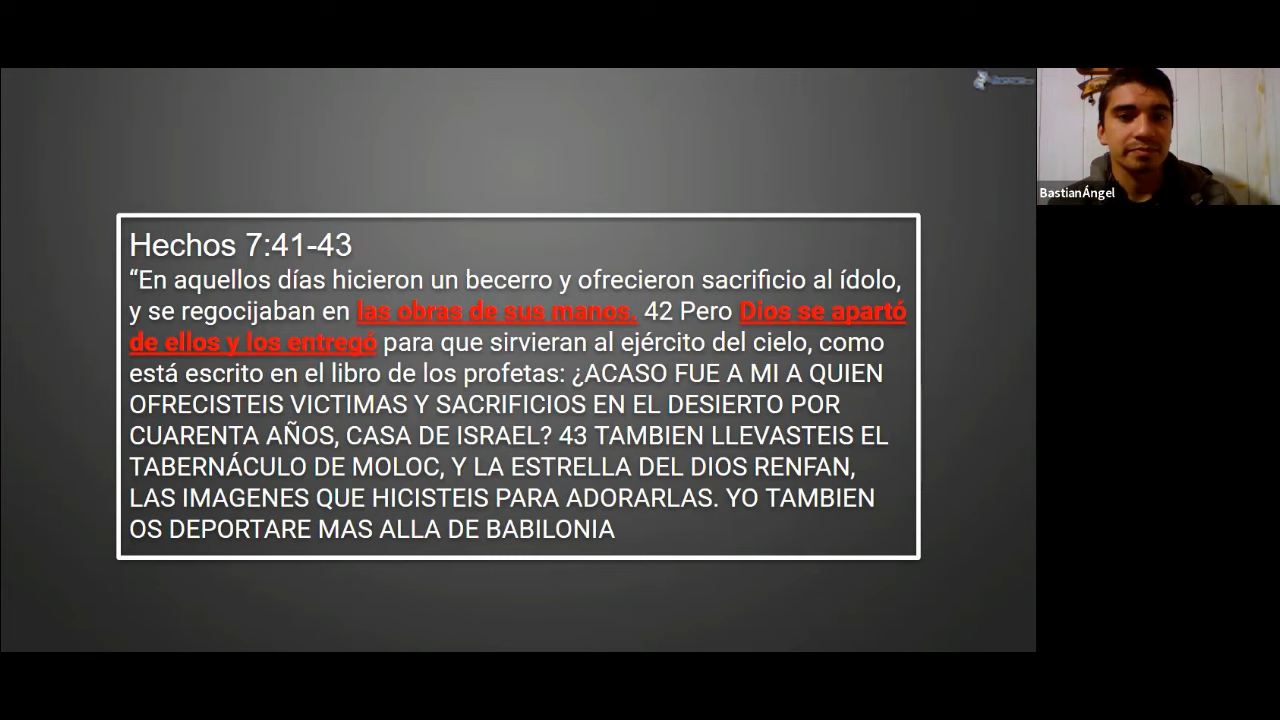 Hechos 7:41-43
“En aquellos días hicieron un becerro y ofrecieron sacrificio al ídolo,
y se regocijaban en las obras de sus manos. 42 Pero Dios se apartó
de ellos y los entregó para que sirvieran al ejército del cielo, como
está escrito en el libro de los profetas: ¿ACASO FUE A MI A QUIEN
OFRECISTEIS VICTIMAS Y SACRIFICIOS EN EL DESIERTO POR
CUARENTA AÑOS, CASA DE ISRAEL? 43 TAMBIEN LLEVASTEIS EL
TABERNÁCULO DE MOLOC, Y LA ESTRELLA DEL DIOS RENFAN,
LAS IMAGENES QUE HICISTEIS PARA ADORARLAS. YO TAMBIEN
OS DEPORTARE MAS ALLA DE BABILONIA
BastianÁngel